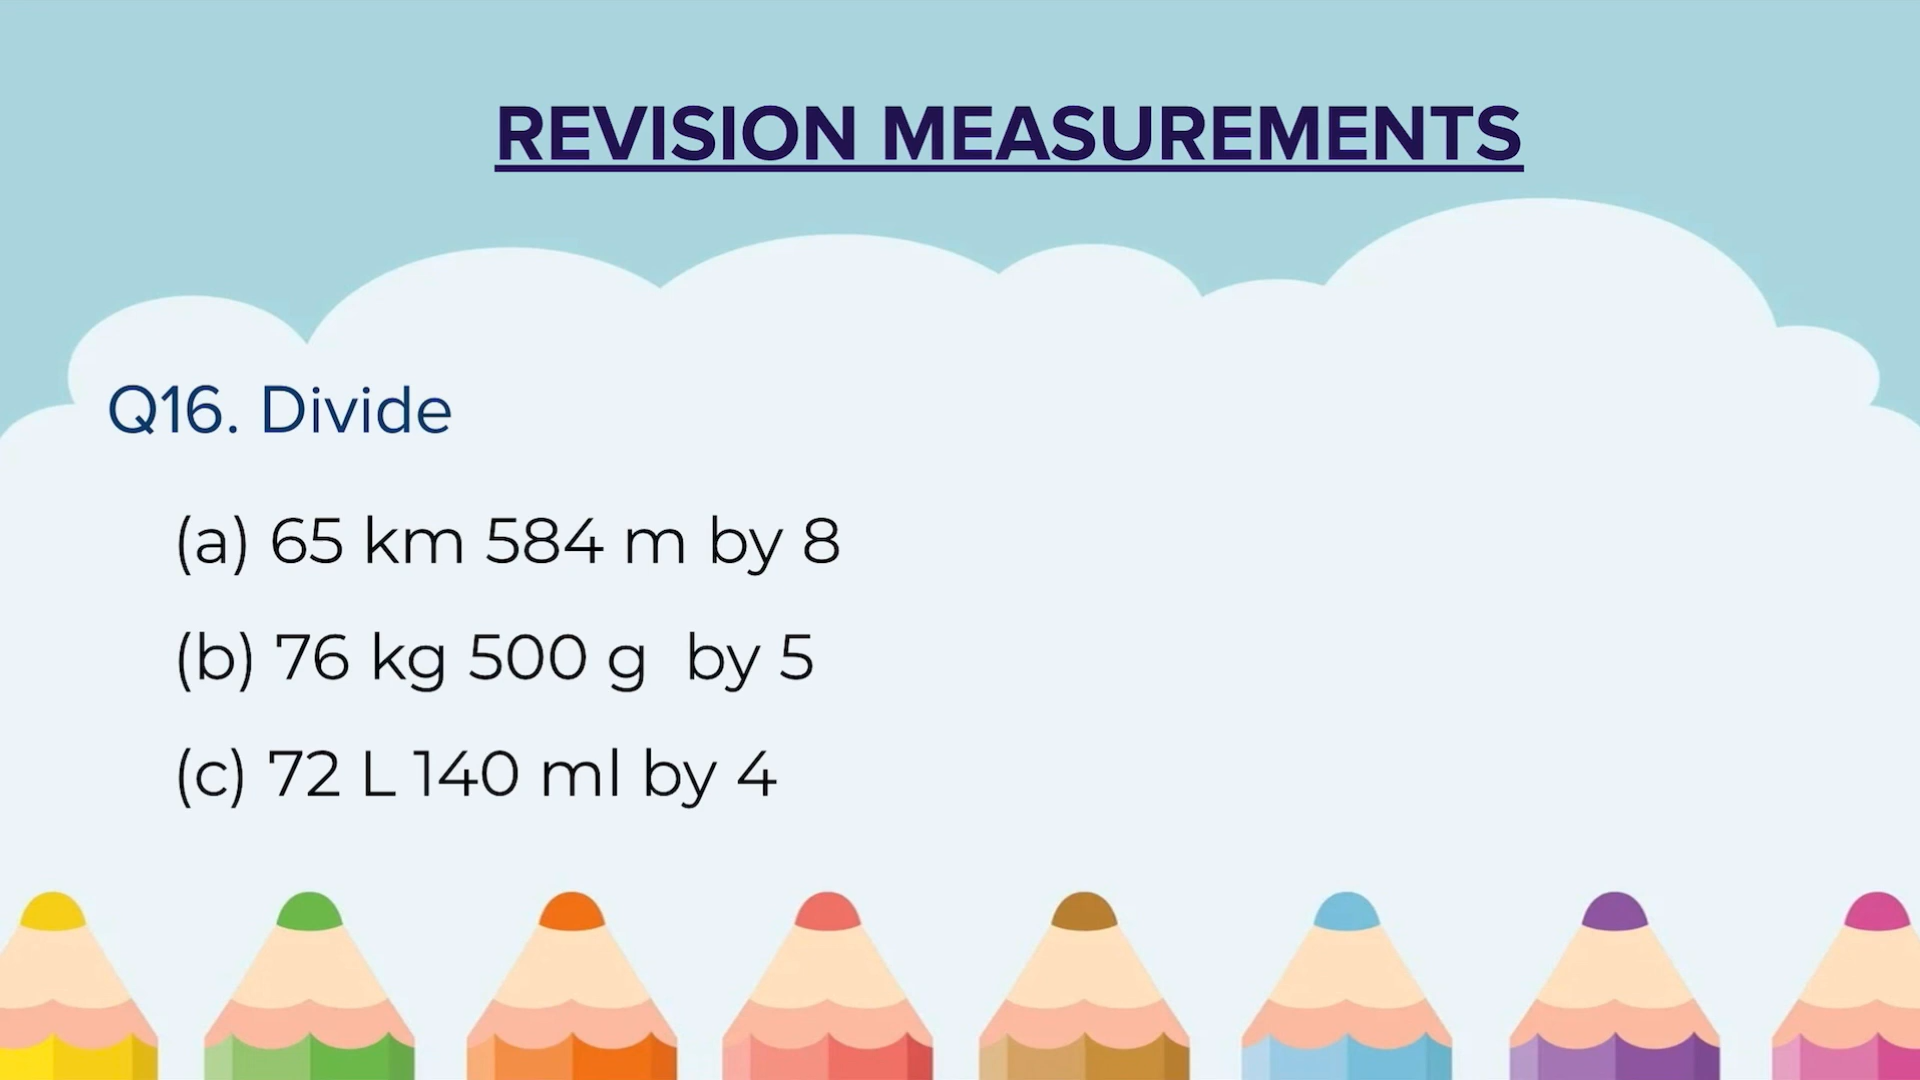 REVISION MEASUREMENTS
Q16. Divide
(a) 65 km 584 m by 8
(b) 76 kg 500 g by 5
(c) 72 L 140 ml by 4